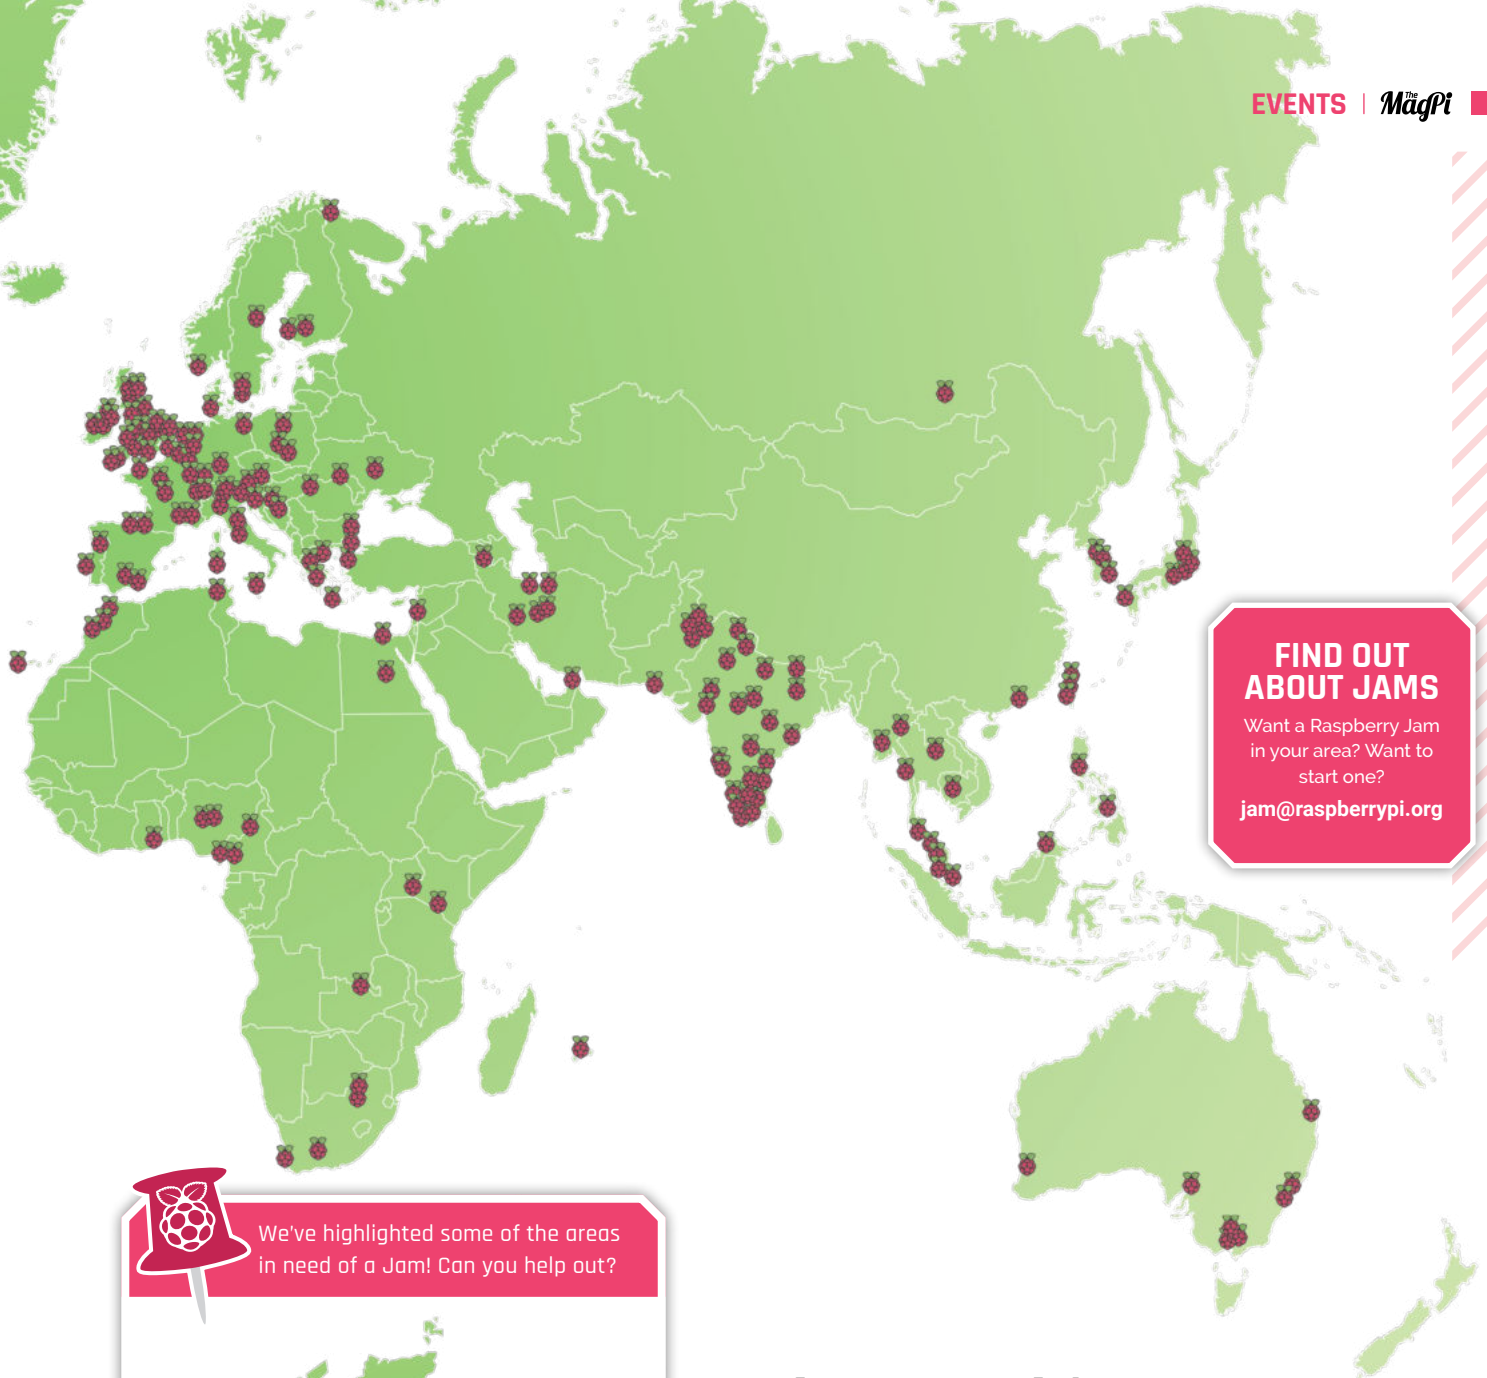 EVENTS | The MagPi
FIND OUT
ABOUT JAMS
Want a Raspberry Jam
in your area? Want to
start one?
jam@raspberrypi.org
We've highlighted some of the areas
in need of a Jam! Can you help out?